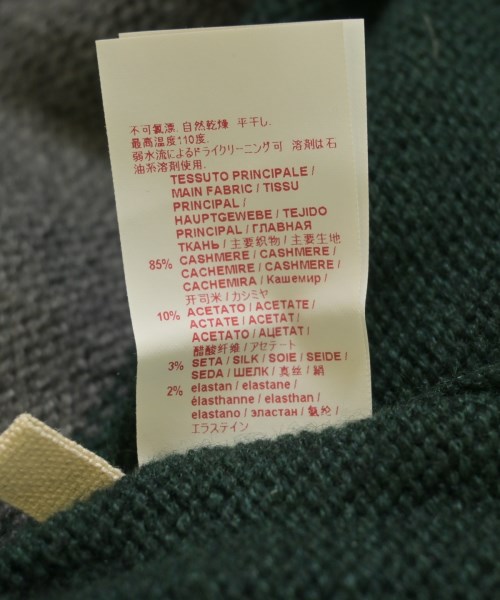 不可氯漂. 自然乾燥 平干し.
最高温度110度.
弱水流によるドライクリーニング可 溶剤は石
油系溶剤使用.
TESSUTO PRINCIPALE /
MAIN FABRIC / TISSU
PRINCIPAL /
HAUPTGEWEBE / TEJIDO
PRINCIPAL / ГЛАВНАЯ
ТКАНЬ / 主要织物 / 主要生地
85% CASHMERE / CASHMERE /
CACHEMIRE / CASHMERE /
CACHEMIRA / Кашемир /
开司米 / カシミヤ
10% ACETATO / ACETATE /
ACTATE / ACETAT /
ACETATO / АЦЕТАТ /
醋酸纤维 / アセテート
3% SETA / SILK / SOIE / SEIDE /
SEDA / ШЕЛК / 真丝 / 絹
2% elastan / elastane /
élasthanne / elasthan /
elastano / эластан / 氨纶 /
エラステイン